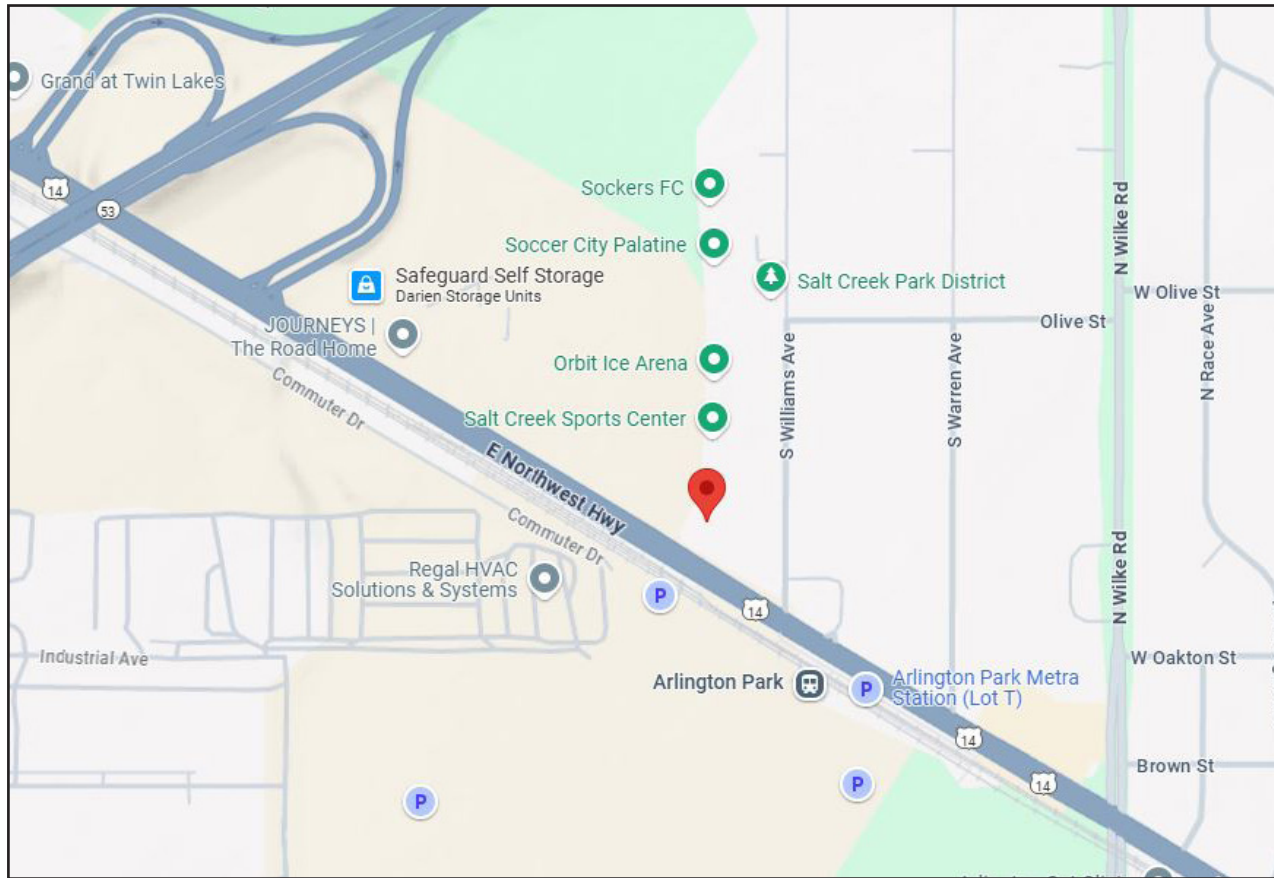 Grand at Twin Lakes
14
53
Sockers FC
Soccer City Palatine
Safeguard Self Storage
Darien Storage Units
Salt Creek Park District
N Wilke Rd
W Olive St
Olive St
JOURNEYS |
The Road Home
Orbit Ice Arena
Commuter Dr
Salt Creek Sports Center
S Williams Ave
S Warren Ave
N Race Ave
E Northwest Hwy
Commuter Dr
Regal HVAC
Solutions & Systems
P
14
N Wilke Rd
Industrial Ave
W Oakton St
Arlington Park
P
Arlington Park Metra
Station (Lot T)
14
Brown St
14
P
P